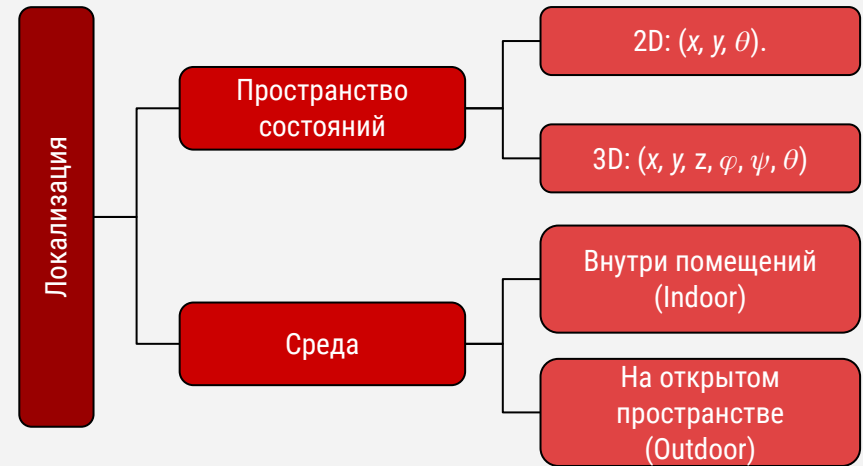 Локализация
Пространство
состояний
2D: (x, y, θ).
3D: (x, y, z, φ, ψ, θ)
Среда
Внутри помещений
(Indoor)
На открытом
пространстве
(Outdoor)